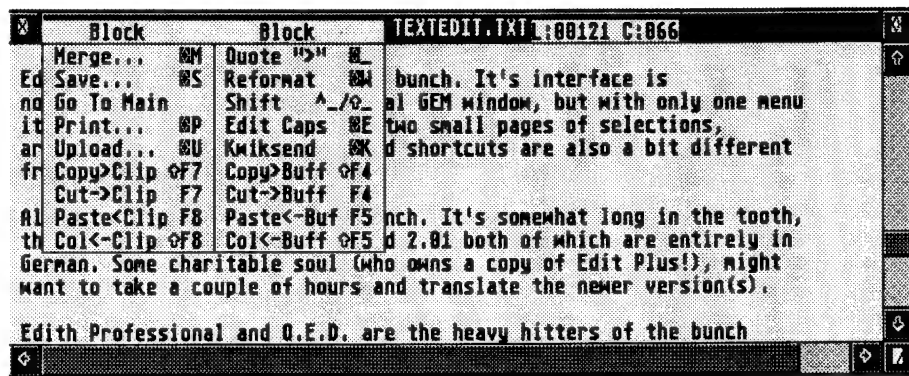 Block Block TEXTEDIT.TXT L:00121 C:066
Merge... ⌧M Quote ">" ⌧_
Ed Save... ⌧S Reformat ⌧W bunch. It's interface is
no Go To Main Shift ^_/⇧_ al GEM window, but with only one menu
it Print... ⌧P Edit Caps ⌧E two small pages of selections,
ar Upload... ⌧U Kwiksend ⌧K d shortcuts are also a bit different
fr Copy>Clip ⇧F7 Copy>Buff ⇧F4
Cut->Clip F7 Cut->Buff F4
Al Paste<Clip F8 Paste<-Buf F5 nch. It's somewhat long in the tooth,
th Col<-Clip ⇧F8 Col<-Buff ⇧F5 d 2.01 both of which are entirely in
German. Some charitable soul (who owns a copy of Edit Plus!), might
want to take a couple of hours and translate the newer version(s).
Edith Professional and Q.E.D. are the heavy hitters of the bunch